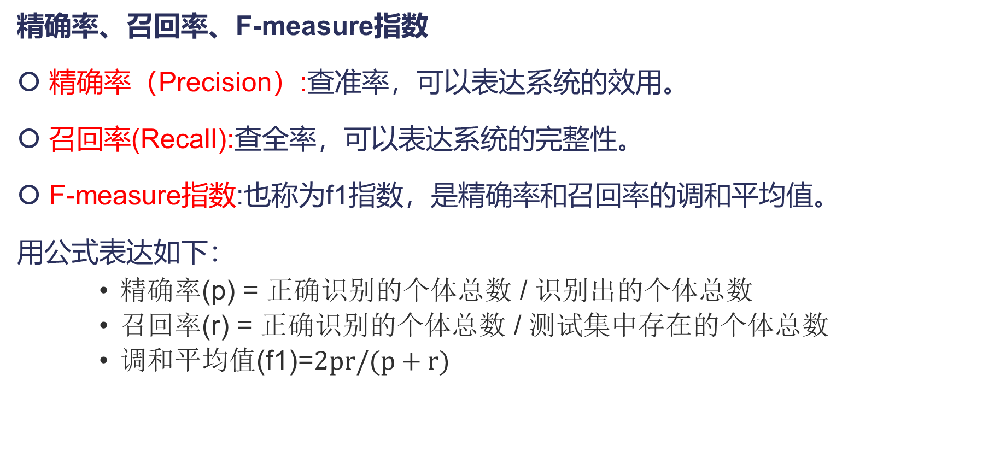 精确率、召回率、F-measure指数
精确率（Precision）:查准率，可以表达系统的效用。
召回率(Recall):查全率，可以表达系统的完整性。
F-measure指数:也称为f1指数，是精确率和召回率的调和平均值。
用公式表达如下：
• 精确率(p) = 正确识别的个体总数 / 识别出的个体总数
• 召回率(r) = 正确识别的个体总数 / 测试集中存在的个体总数
• 调和平均值(f1)=2pr/(p + r)